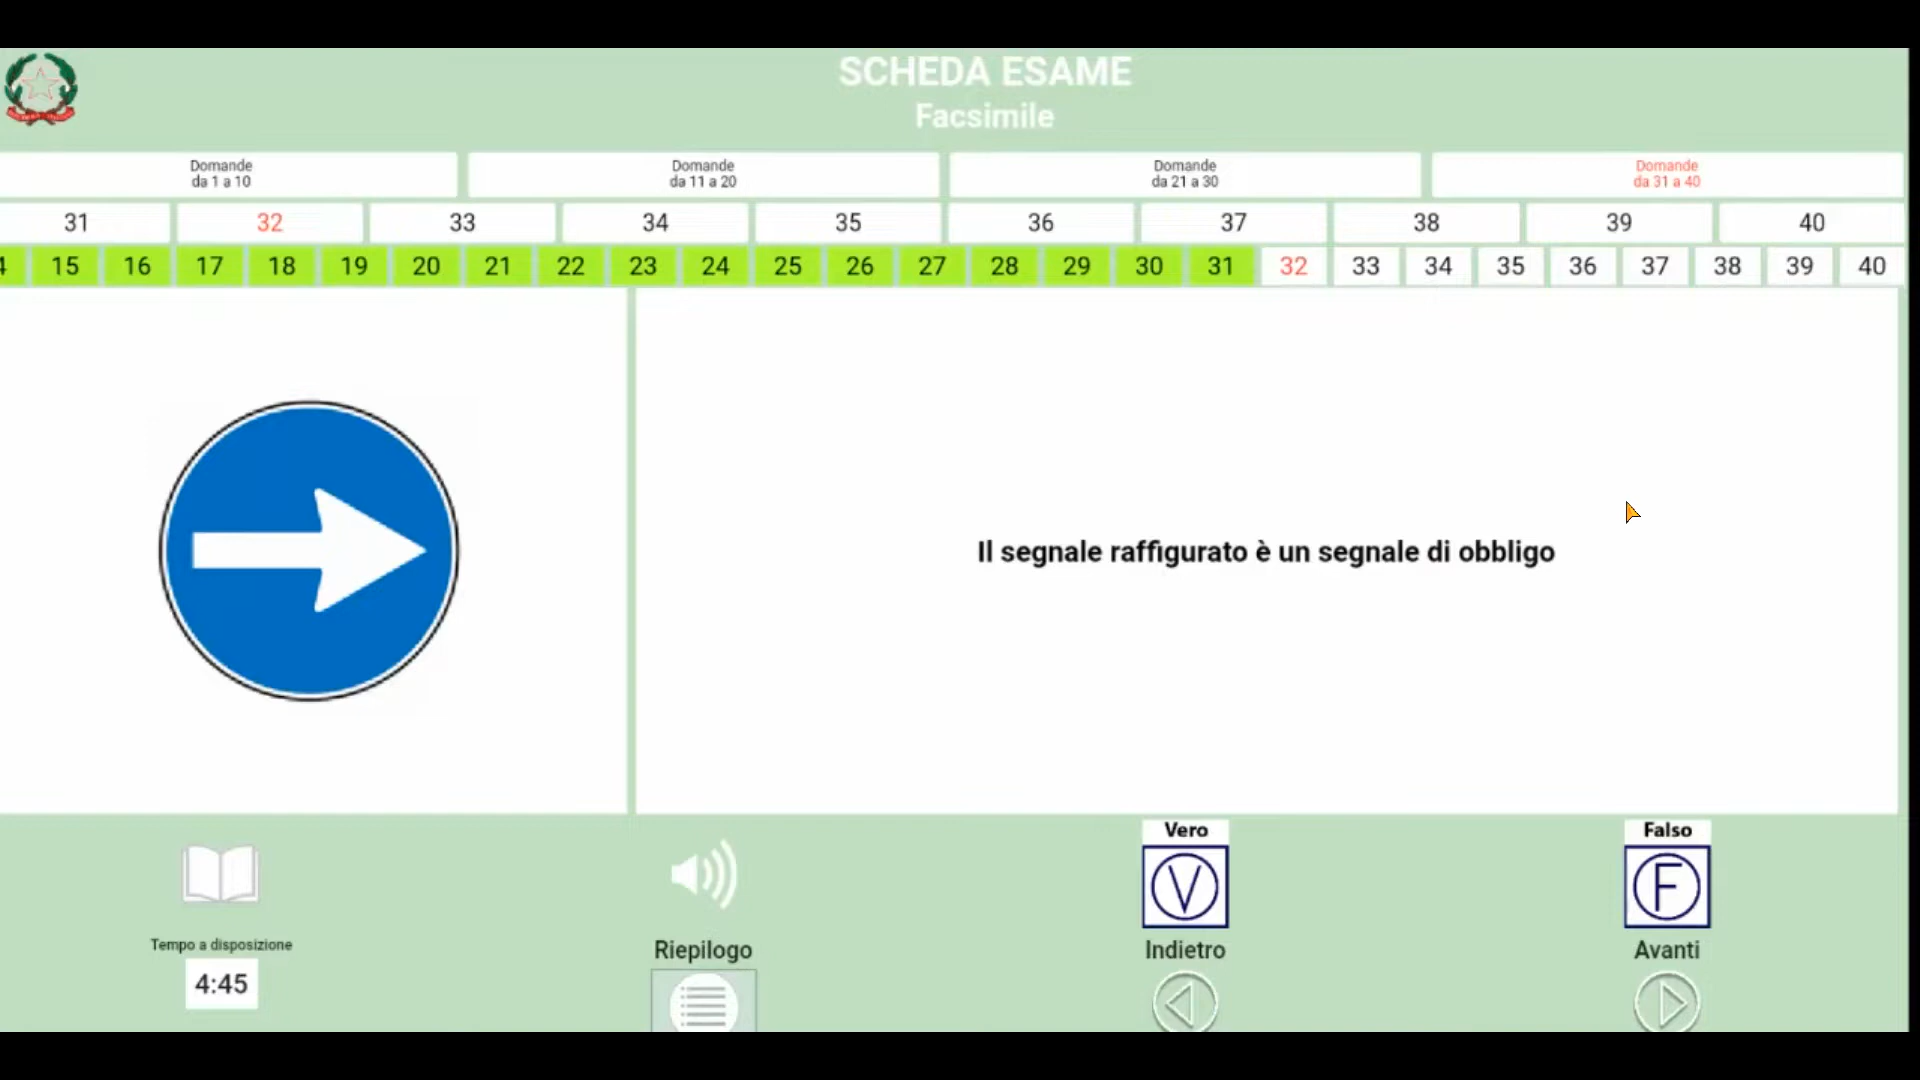 SCHEDA ESAME
Facsimile
Domande
da 1 a 10
Domande
da 11 a 20
Domande
da 21 a 30
Domande
da 31 a 40
31 32 33 34 35 36 37 38 39 40
4 15 16 17 18 19 20 21 22 23 24 25 26 27 28 29 30 31 32 33 34 35 36 37 38 39 40
Il segnale raffigurato è un segnale di obbligo
Vero
V
Falso
F
Tempo a disposizione
4:45
Riepilogo
Indietro
Avanti